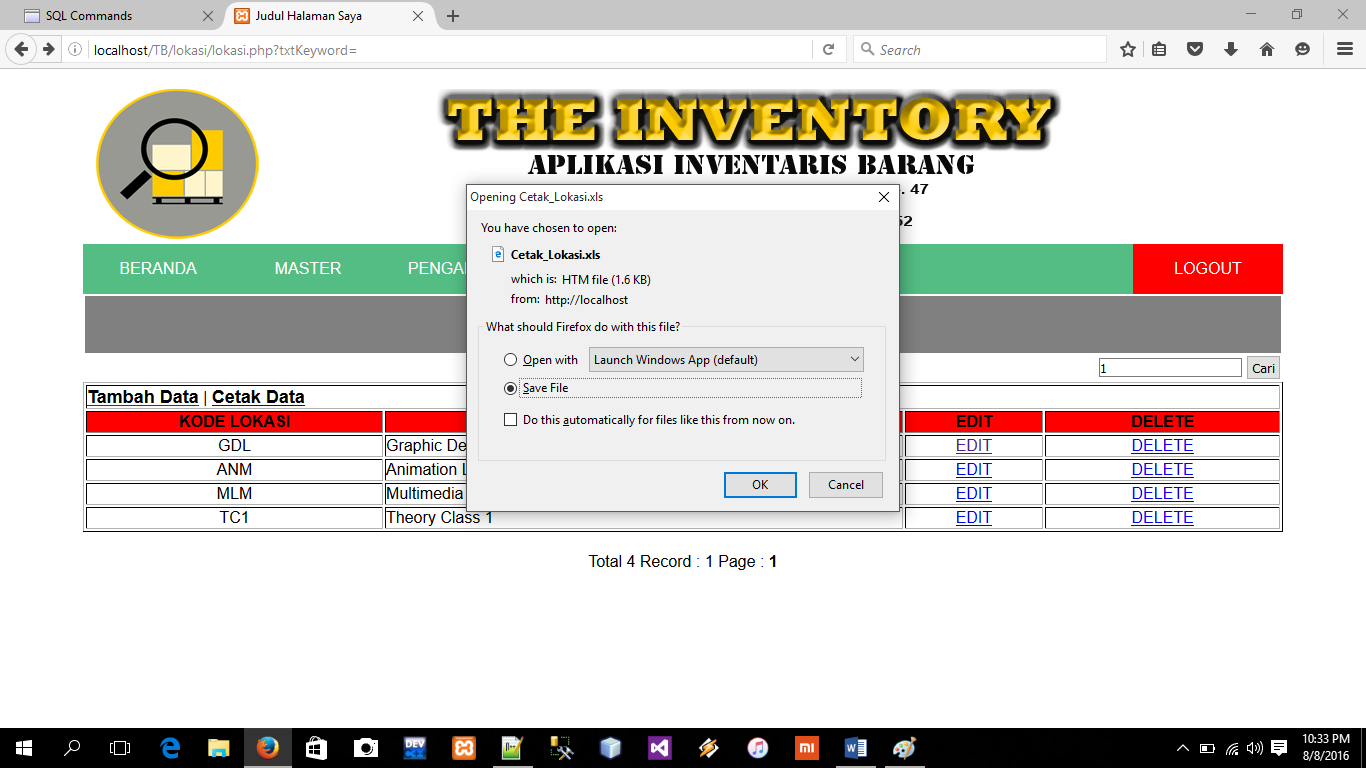 SQL Commands
Judul Halaman Saya
localhost/TB/lokasi/lokasi.php?txtKeyword=
Search
THE INVENTORY
APLIKASI INVENTARIS BARANG
. 47
52
BERANDA MASTER PENGA LOGOUT
Opening Cetak_Lokasi.xls
You have chosen to open:
Cetak_Lokasi.xls
which is: HTM file (1.6 KB)
from: http://localhost
What should Firefox do with this file?
Open with Launch Windows App (default)
Save File
Do this automatically for files like this from now on.
OK Cancel
1 Cari
Tambah Data | Cetak Data
KODE LOKASI EDIT DELETE
GDL Graphic De EDIT DELETE
ANM Animation L EDIT DELETE
MLM Multimedia EDIT DELETE
TC1 Theory Class 1 EDIT DELETE
Total 4 Record : 1 Page : 1
DEV
mi
10:33 PM
8/8/2016